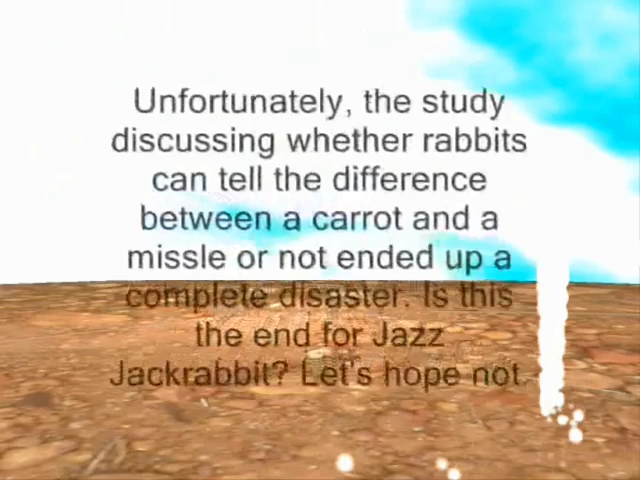 Unfortunately, the study
discussing whether rabbits
can tell the difference
between a carrot and a
missle or not ended up a
complete disaster. Is this
the end for Jazz
Jackrabbit? Let's hope not.